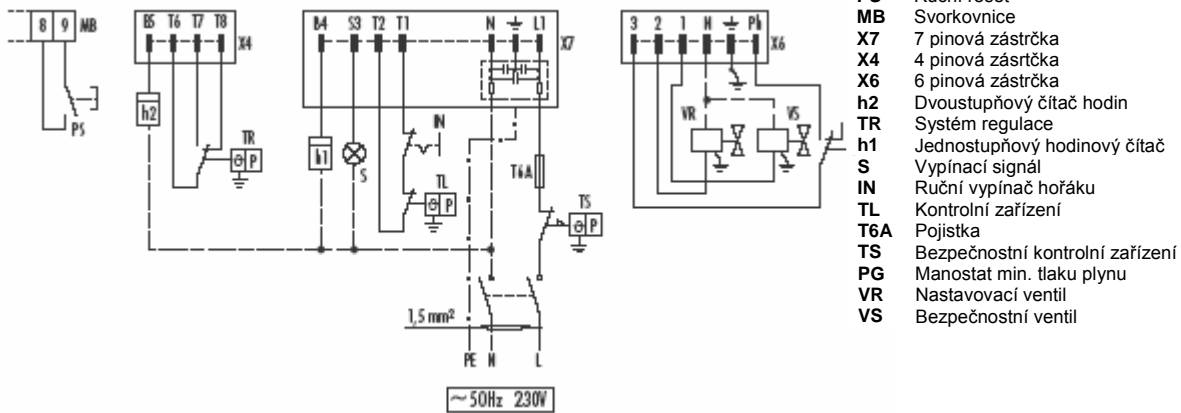 8 9 MB
PS
B5 T6 T7 T8
X4
h2
TR
P
B4 S3 T2 T1 N L1
X7
h1
S
IN
TL
P
T6A
TS
P
1,5 mm²
PE N L
~50Hz 230V
3 2 1 N Ph
X6
VR
VS
MB Svorkovnice
X7 7 pinová zástrčka
X4 4 pinová zásrtčka
X6 6 pinová zástrčka
h2 Dvoustupňový čítač hodin
TR Systém regulace
h1 Jednostupňový hodinový čítač
S Vypínací signál
IN Ruční vypínač hořáku
TL Kontrolní zařízení
T6A Pojistka
TS Bezpečnostní kontrolní zařízení
PG Manostat min. tlaku plynu
VR Nastavovací ventil
VS Bezpečnostní ventil